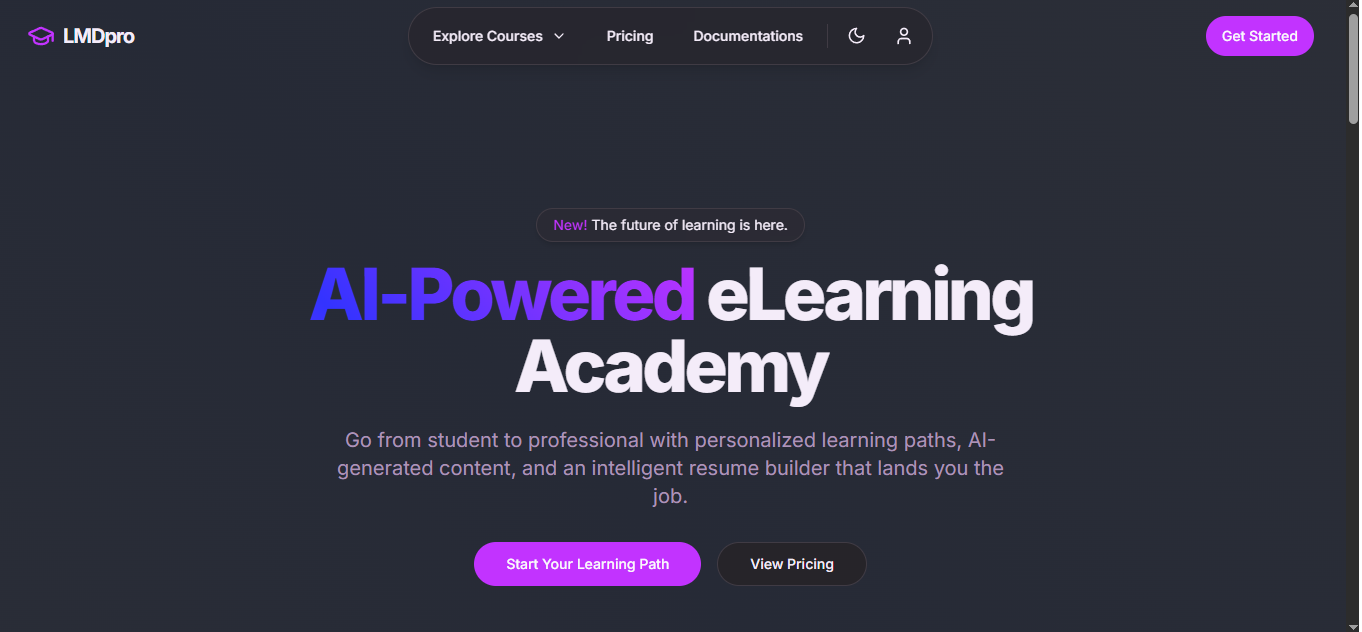 LMDpro
Explore Courses
Pricing
Documentations
Get Started
New! The future of learning is here.
AI-Powered eLearning
Academy
Go from student to professional with personalized learning paths, AI-
generated content, and an intelligent resume builder that lands you the
job.
Start Your Learning Path
View Pricing